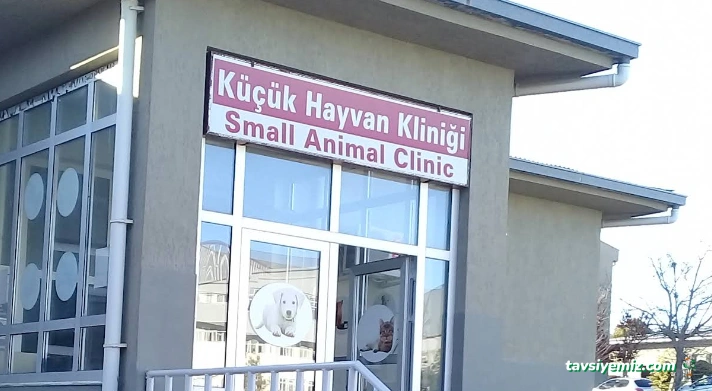 Küçük Hayvan Kliniği
Small Animal Clinic
tavsiyemiz.com